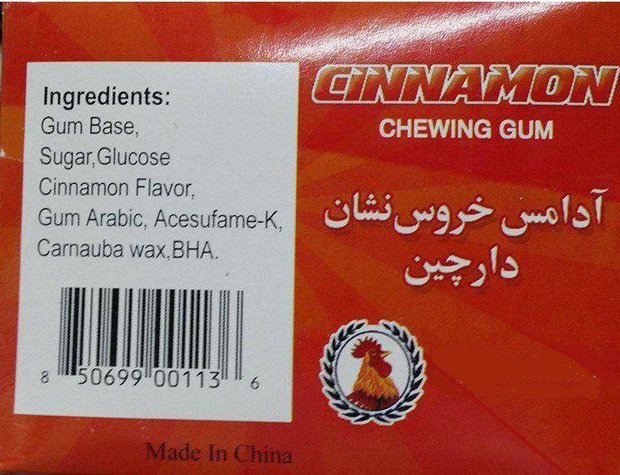 Ingredients:
Gum Base,
Sugar,Glucose
Cinnamon Flavor,
Gum Arabic, Acesufame-K,
Carnauba wax,BHA.
8 50699 00113 6
Made In China
CINNAMON
CHEWING GUM
آدامس خروس‌نشان
دارچین